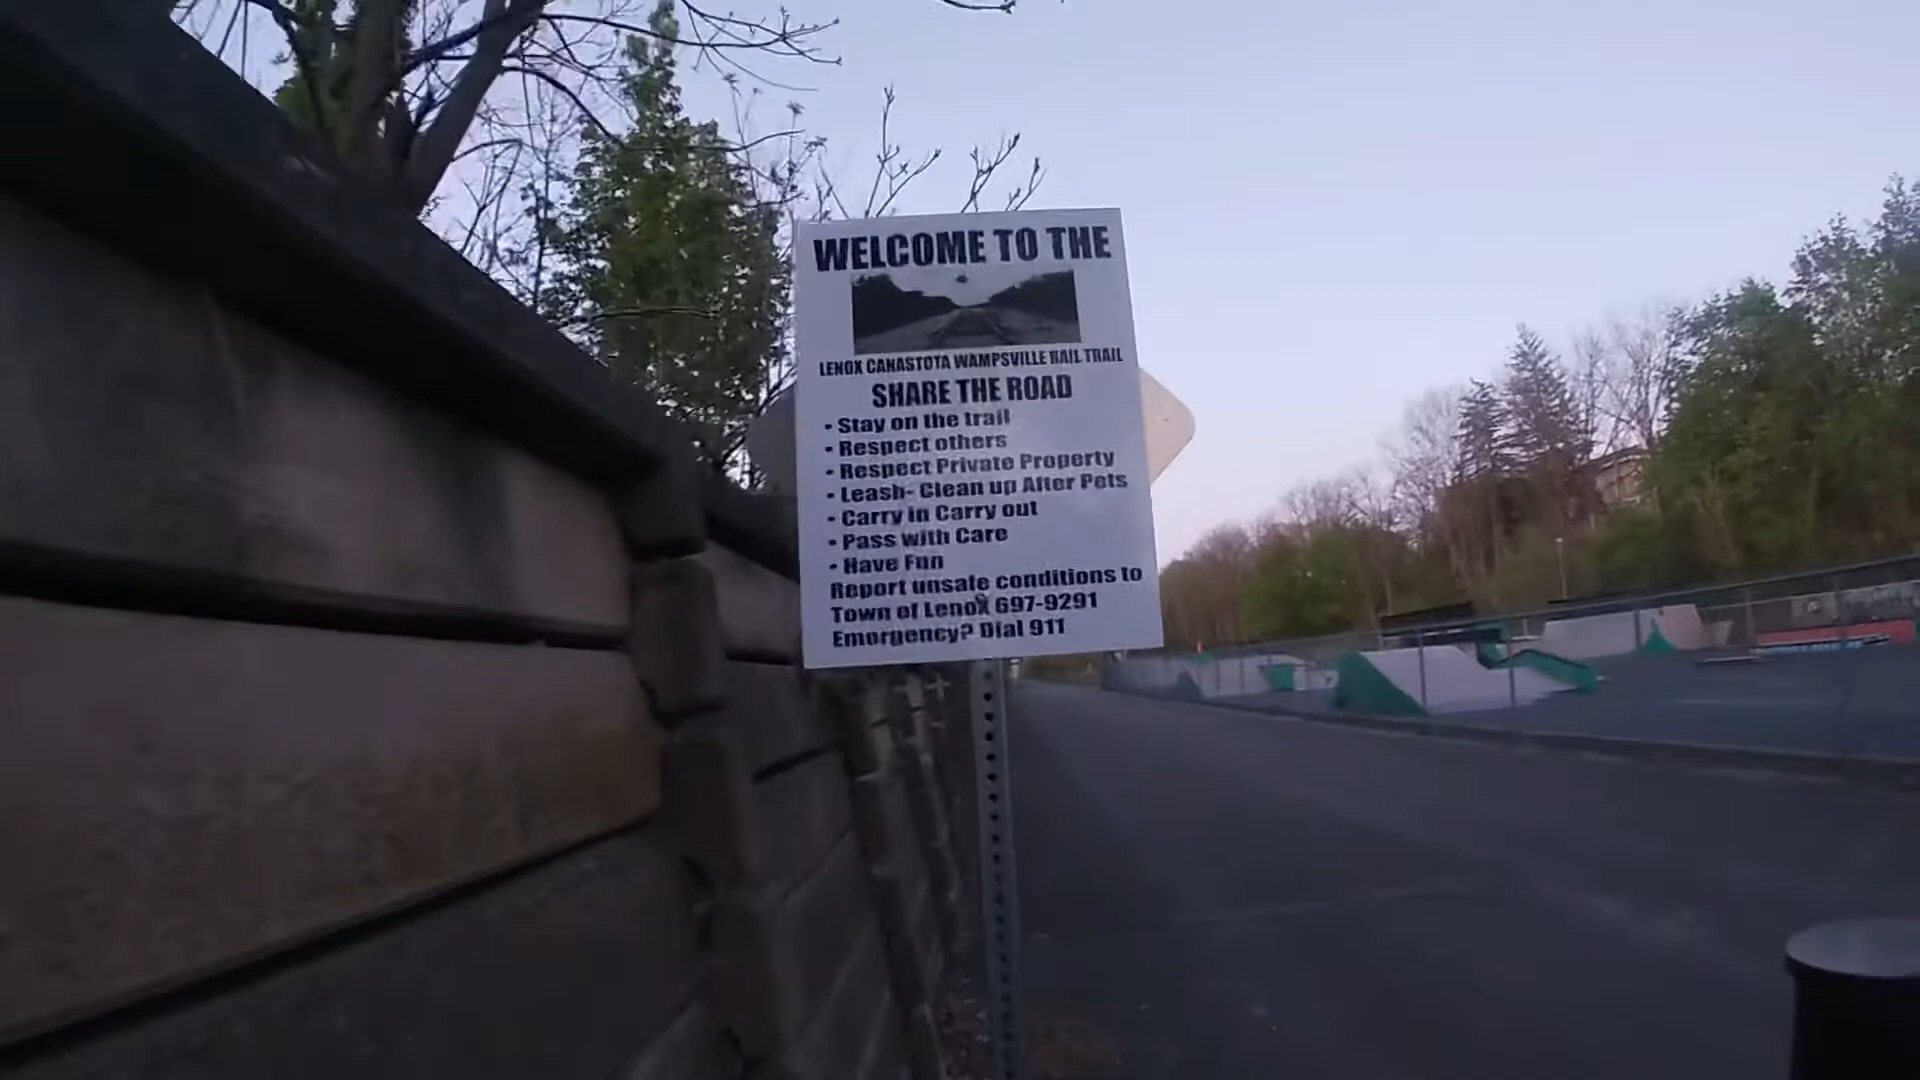 WELCOME TO THE
LENOX CANASTOTA WAMPSVILLE RAIL TRAIL
SHARE THE ROAD
• Stay on the trail
• Respect others
• Respect Private Property
• Leash- Clean up After Pets
• Carry in Carry out
• Pass with Care
• Have Fun
Report unsafe conditions to
Town of Lenox 697-9291
Emergency? Dial 911